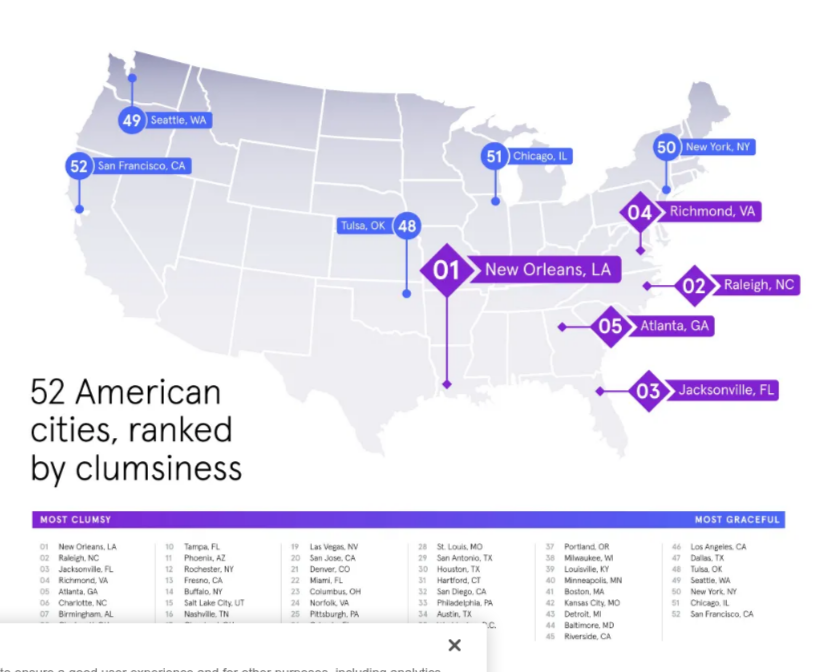 49 Seattle, WA
52 San Francisco, CA
51 Chicago, IL
50 New York, NY
04 Richmond, VA
Tulsa, OK 48
01 New Orleans, LA
02 Raleigh, NC
05 Atlanta, GA
03 Jacksonville, FL
52 American
cities, ranked
by clumsiness
MOST CLUMSY
MOST GRACEFUL
01 New Orleans, LA
02 Raleigh, NC
03 Jacksonville, FL
04 Richmond, VA
05 Atlanta, GA
06 Charlotte, NC
07 Birmingham, AL
10 Tampa, FL
11 Phoenix, AZ
12 Rochester, NY
13 Fresno, CA
14 Buffalo, NY
15 Salt Lake City, UT
16 Nashville, TN
19 Las Vegas, NV
20 San Jose, CA
21 Denver, CO
22 Miami, FL
23 Columbus, OH
24 Norfolk, VA
25 Pittsburgh, PA
28 St. Louis, MO
29 San Antonio, TX
30 Houston, TX
31 Hartford, CT
32 San Diego, CA
33 Philadelphia, PA
34 Austin, TX
D.C.
37 Portland, OR
38 Milwaukee, WI
39 Louisville, KY
40 Minneapolis, MN
41 Boston, MA
42 Kansas City, MO
43 Detroit, MI
44 Baltimore, MD
45 Riverside, CA
46 Los Angeles, CA
47 Dallas, TX
48 Tulsa, OK
49 Seattle, WA
50 New York, NY
51 Chicago, IL
52 San Francisco, CA
to ensure a good user experience and for other purposes, including analytics